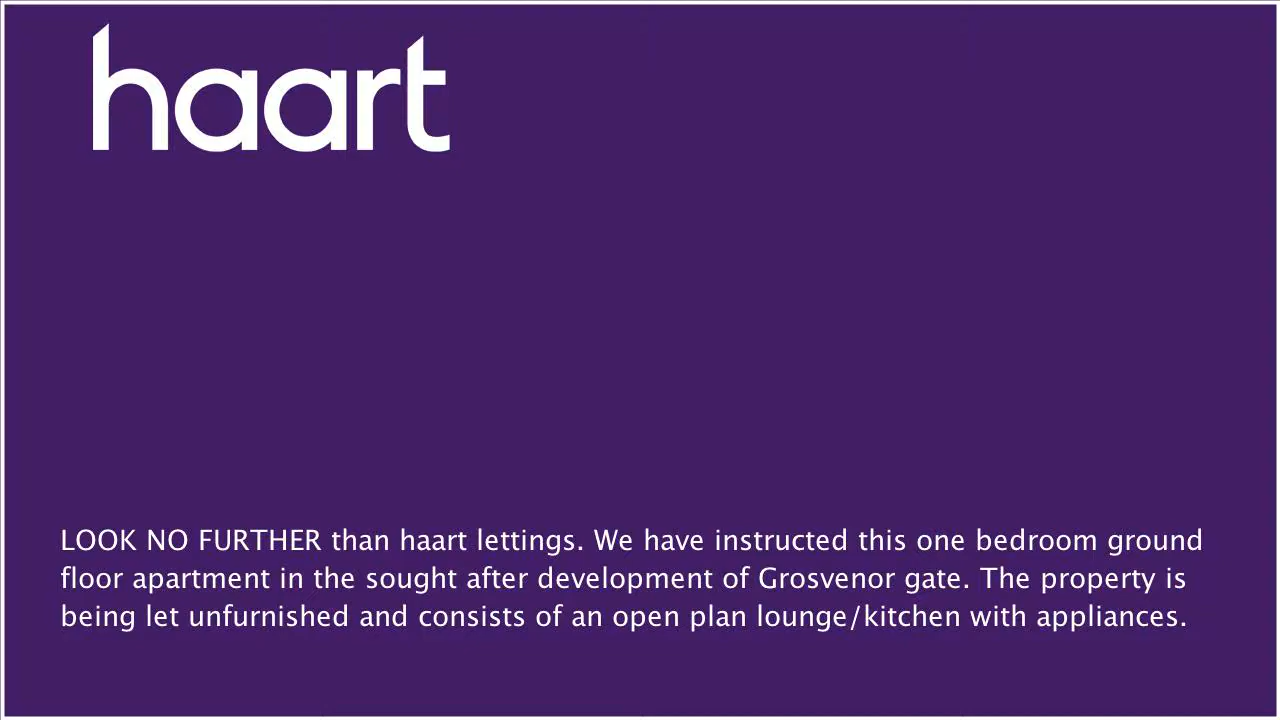 haart
LOOK NO FURTHER than haart lettings. We have instructed this one bedroom ground
floor apartment in the sought after development of Grosvenor gate. The property is
being let unfurnished and consists of an open plan lounge/kitchen with appliances.